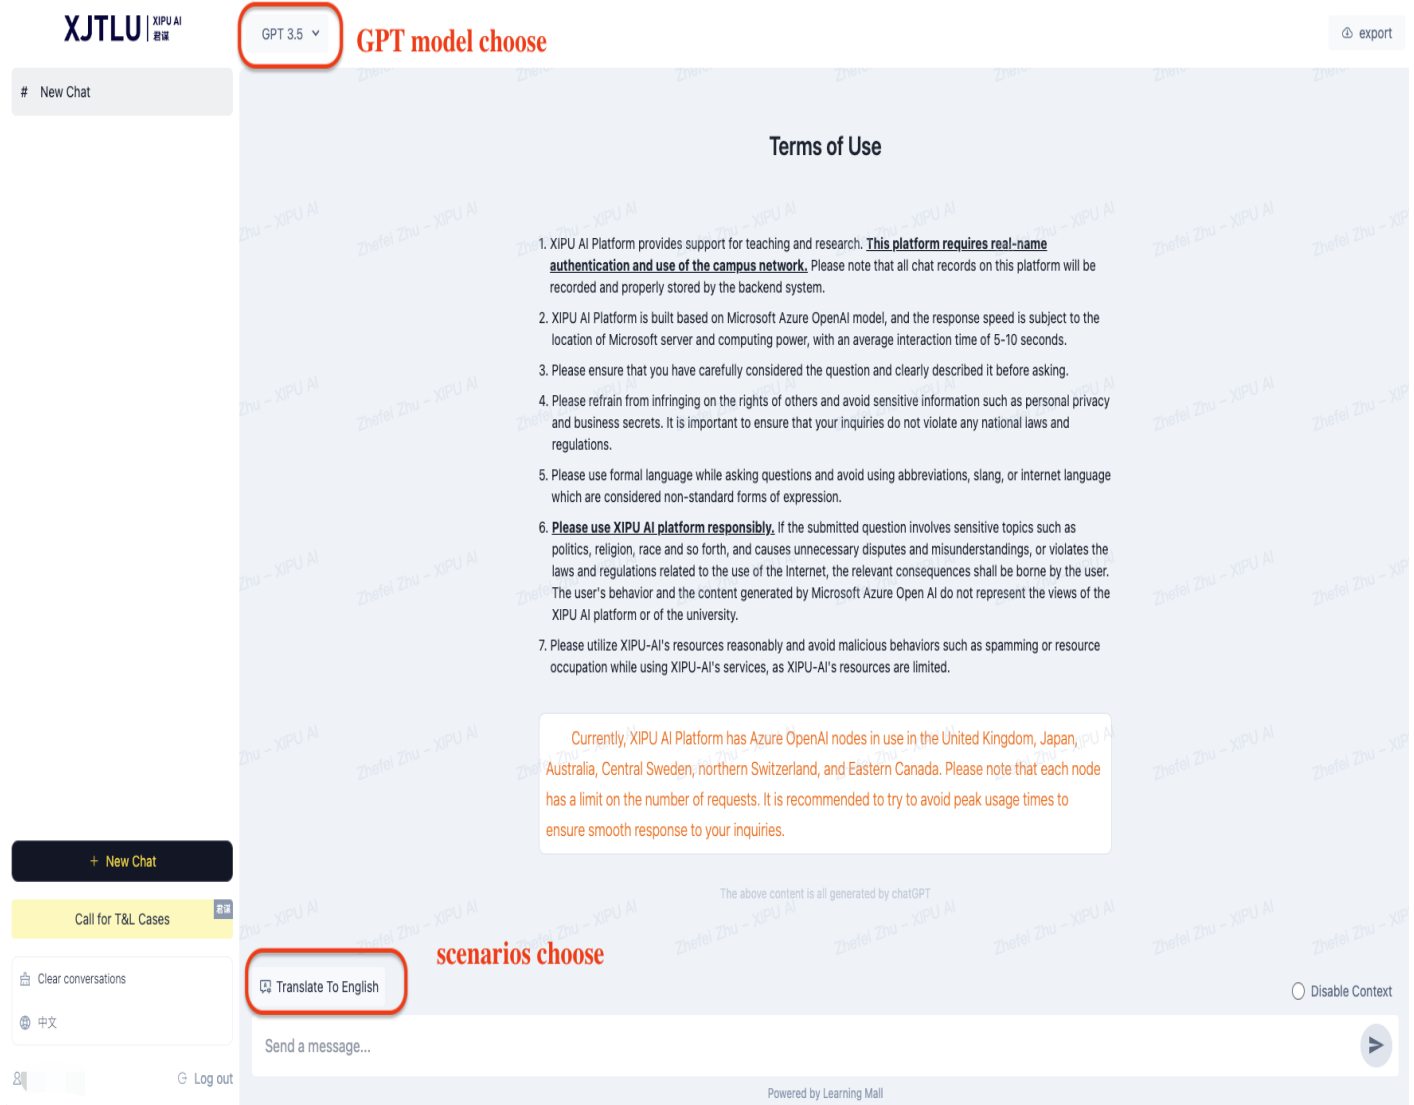 XJTLU XIPU AI
君谋
GPT 3.5
GPT model choose
export
# New Chat
Terms of Use
1. XIPU AI Platform provides support for teaching and research. This platform requires real-name
authentication and use of the campus network. Please note that all chat records on this platform will be
recorded and properly stored by the backend system.
2. XIPU AI Platform is built based on Microsoft Azure OpenAI model, and the response speed is subject to the
location of Microsoft server and computing power, with an average interaction time of 5-10 seconds.
3. Please ensure that you have carefully considered the question and clearly described it before asking.
4. Please refrain from infringing on the rights of others and avoid sensitive information such as personal privacy
and business secrets. It is important to ensure that your inquiries do not violate any national laws and
regulations.
5. Please use formal language while asking questions and avoid using abbreviations, slang, or internet language
which are considered non-standard forms of expression.
6. Please use XIPU AI platform responsibly. If the submitted question involves sensitive topics such as
politics, religion, race and so forth, and causes unnecessary disputes and misunderstandings, or violates the
laws and regulations related to the use of the Internet, the relevant consequences shall be borne by the user.
The user's behavior and the content generated by Microsoft Azure Open AI do not represent the views of the
XIPU AI platform or of the university.
7. Please utilize XIPU-AI's resources reasonably and avoid malicious behaviors such as spamming or resource
occupation while using XIPU-AI's services, as XIPU-AI's resources are limited.
Currently, XIPU AI Platform has Azure OpenAI nodes in use in the United Kingdom, Japan,
Australia, Central Sweden, northern Switzerland, and Eastern Canada. Please note that each node
has a limit on the number of requests. It is recommended to try to avoid peak usage times to
ensure smooth response to your inquiries.
The above content is all generated by chatGPT
+ New Chat
Call for T&L Cases
君谋
Clear conversations
中文
Log out
scenarios choose
Translate To English
Disable Context
Send a message...
Powered by Learning Mall
Zhefei Zhu – XIPU AI